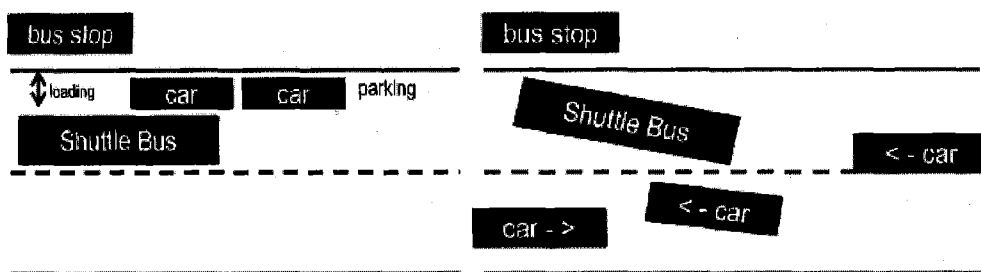 bus stop
loading
car
car
parking
Shuttle Bus
bus stop
Shuttle Bus
< - car
< - car
car - >